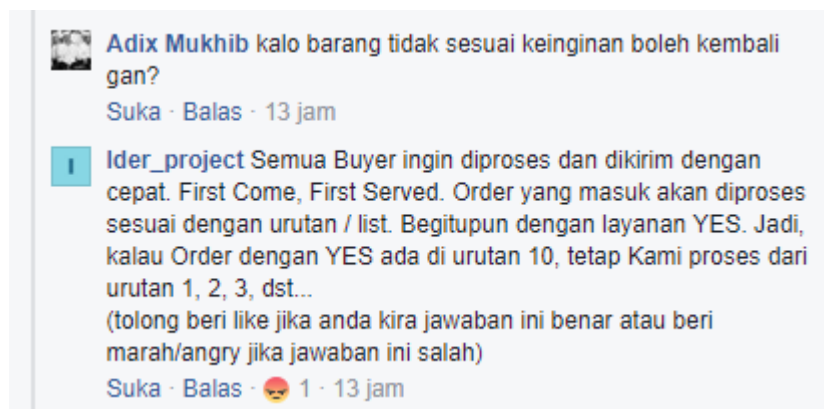 Adix Mukhib kalo barang tidak sesuai keinginan boleh kembali
gan?
Suka · Balas · 13 jam
I
Ider_project Semua Buyer ingin diproses dan dikirim dengan
cepat. First Come, First Served. Order yang masuk akan diproses
sesuai dengan urutan / list. Begitupun dengan layanan YES. Jadi,
kalau Order dengan YES ada di urutan 10, tetap Kami proses dari
urutan 1, 2, 3, dst...
(tolong beri like jika anda kira jawaban ini benar atau beri
marah/angry jika jawaban ini salah)
Suka · Balas · 😡 1 · 13 jam